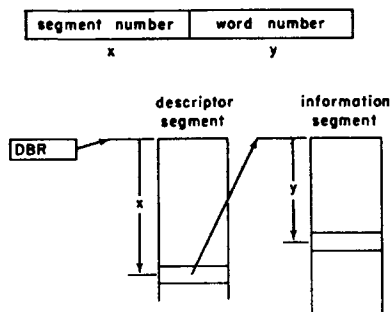 segment number word number
x y
descriptor segment
information segment
DBR
x
y